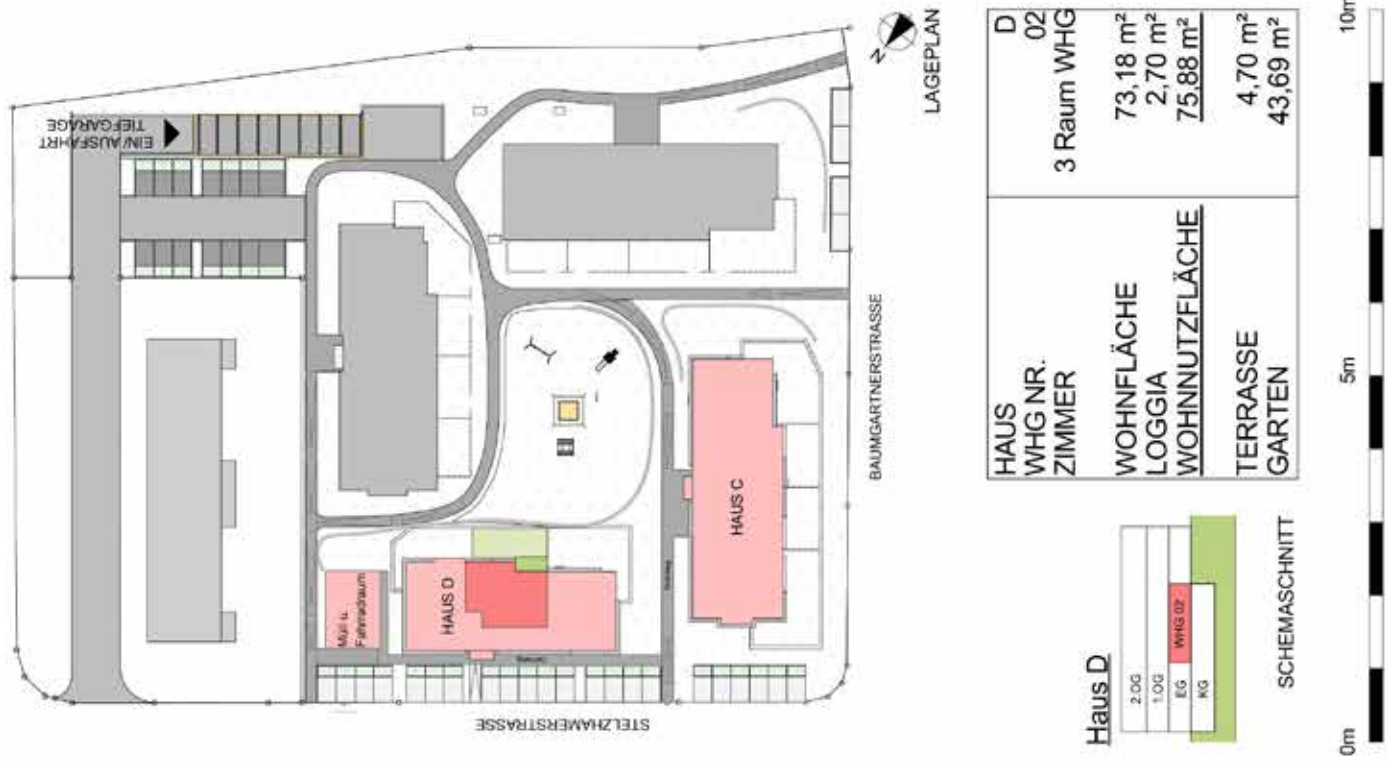 EIN/AUSFAHRT
TIEFGARAGE
N
LAGEPLAN
Müll u.
Fahrradraum
HAUS D
HAUS C
STELZHAMERSTRASSE
BAUMGARTNERSTRASSE
HAUS D
WHG NR. 02
ZIMMER 3 Raum WHG
WOHNFLÄCHE 73,18 m²
LOGGIA 2,70 m²
WOHNNUTZFLÄCHE 75,88 m²
TERRASSE 4,70 m²
GARTEN 43,69 m²
Haus D
2.OG
1.OG
EG WHG 02
KG
SCHEMASCHNITT
0m 5m 10m